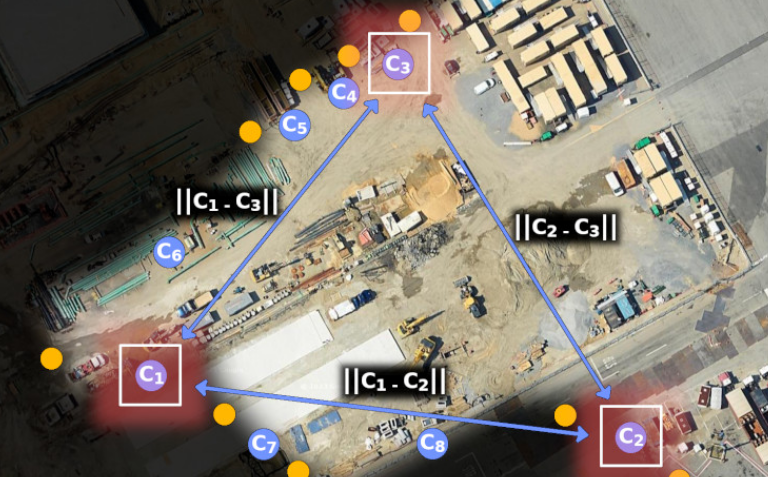 C₃
C₄
C₅
||C₁ - C₃||
||C₂ - C₃||
C₆
C₁
||C₁ - C₂||
C₇
C₈
C₂